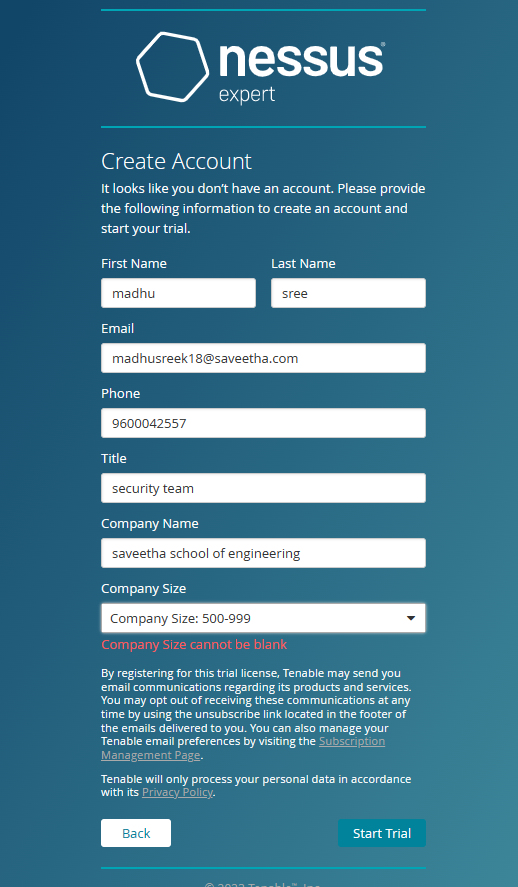 nessus®
expert
Create Account
It looks like you don't have an account. Please provide
the following information to create an account and
start your trial.
First Name Last Name
madhu sree
Email
madhusreek18@saveetha.com
Phone
9600042557
Title
security team
Company Name
saveetha school of engineering
Company Size
Company Size: 500-999
Company Size cannot be blank
By registering for this trial license, Tenable may send you
email communications regarding its products and services.
You may opt out of receiving these communications at any
time by using the unsubscribe link located in the footer of
the emails delivered to you. You can also manage your
Tenable email preferences by visiting the Subscription
Management Page.
Tenable will only process your personal data in accordance
with its Privacy Policy.
Back Start Trial